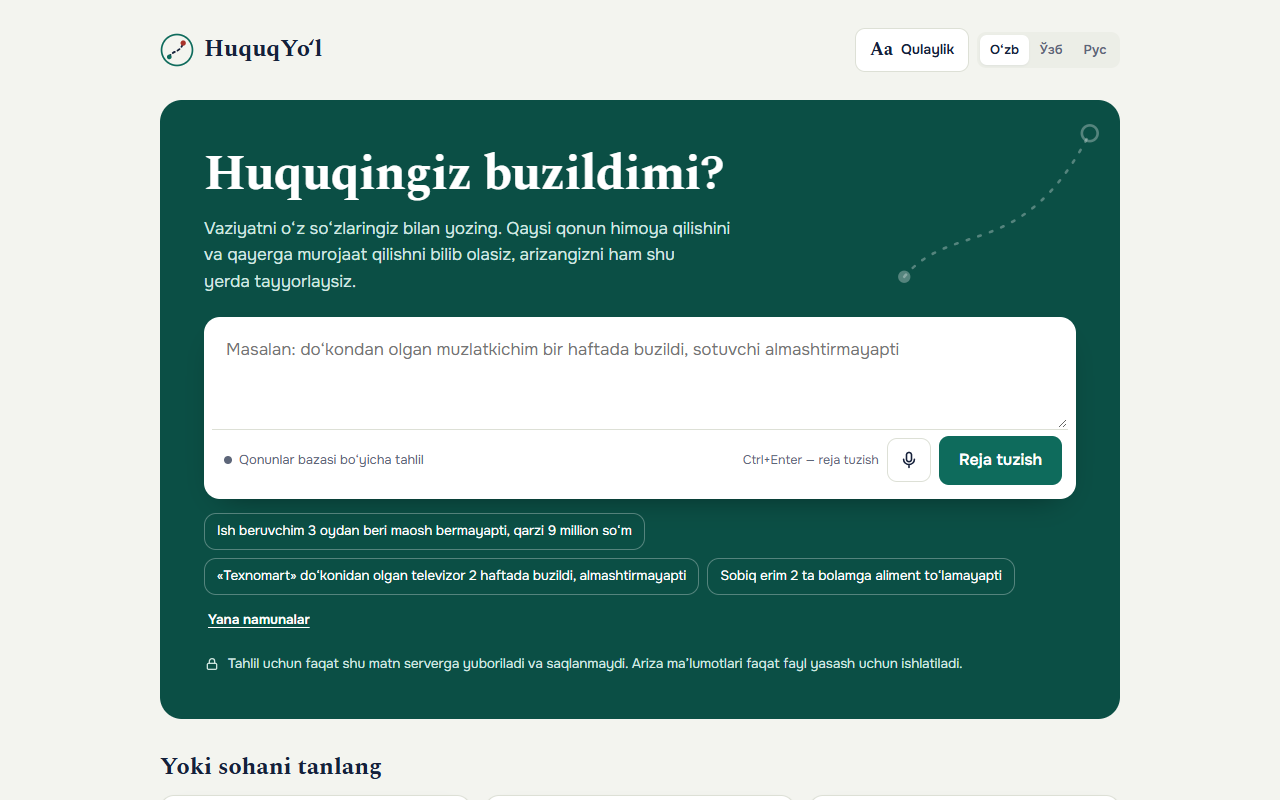 HuquqYoʻl
Aa Qulaylik
Oʻzb
Ўзб
Рус
Huquqingiz buzildimi?
Vaziyatni oʻz soʻzlaringiz bilan yozing. Qaysi qonun himoya qilishini
va qayerga murojaat qilishni bilib olasiz, arizangizni ham shu
yerda tayyorlaysiz.
Masalan: doʻkondan olgan muzlatkichim bir haftada buzildi, sotuvchi almashtirmayapti
Qonunlar bazasi boʻyicha tahlil
Ctrl+Enter — reja tuzish
Reja tuzish
Ish beruvchim 3 oydan beri maosh bermayapti, qarzi 9 million soʻm
«Texnomart» doʻkonidan olgan televizor 2 haftada buzildi, almashtirmayapti
Sobiq erim 2 ta bolamga aliment toʻlamayapti
Yana namunalar
Tahlil uchun faqat shu matn serverga yuboriladi va saqlanmaydi. Ariza maʼlumotlari faqat fayl yasash uchun ishlatiladi.
Yoki sohani tanlang